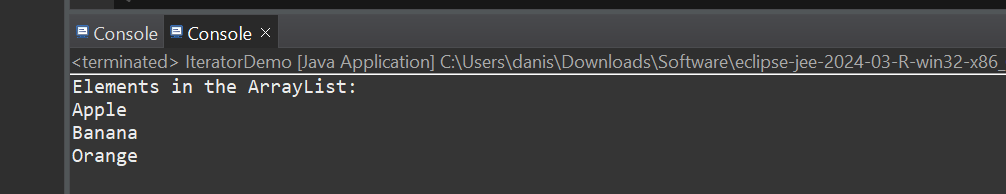 Console Console ×
<terminated> IteratorDemo [Java Application] C:\Users\danis\Downloads\Software\eclipse-jee-2024-03-R-win32-x86_
Elements in the ArrayList:
Apple
Banana
Orange